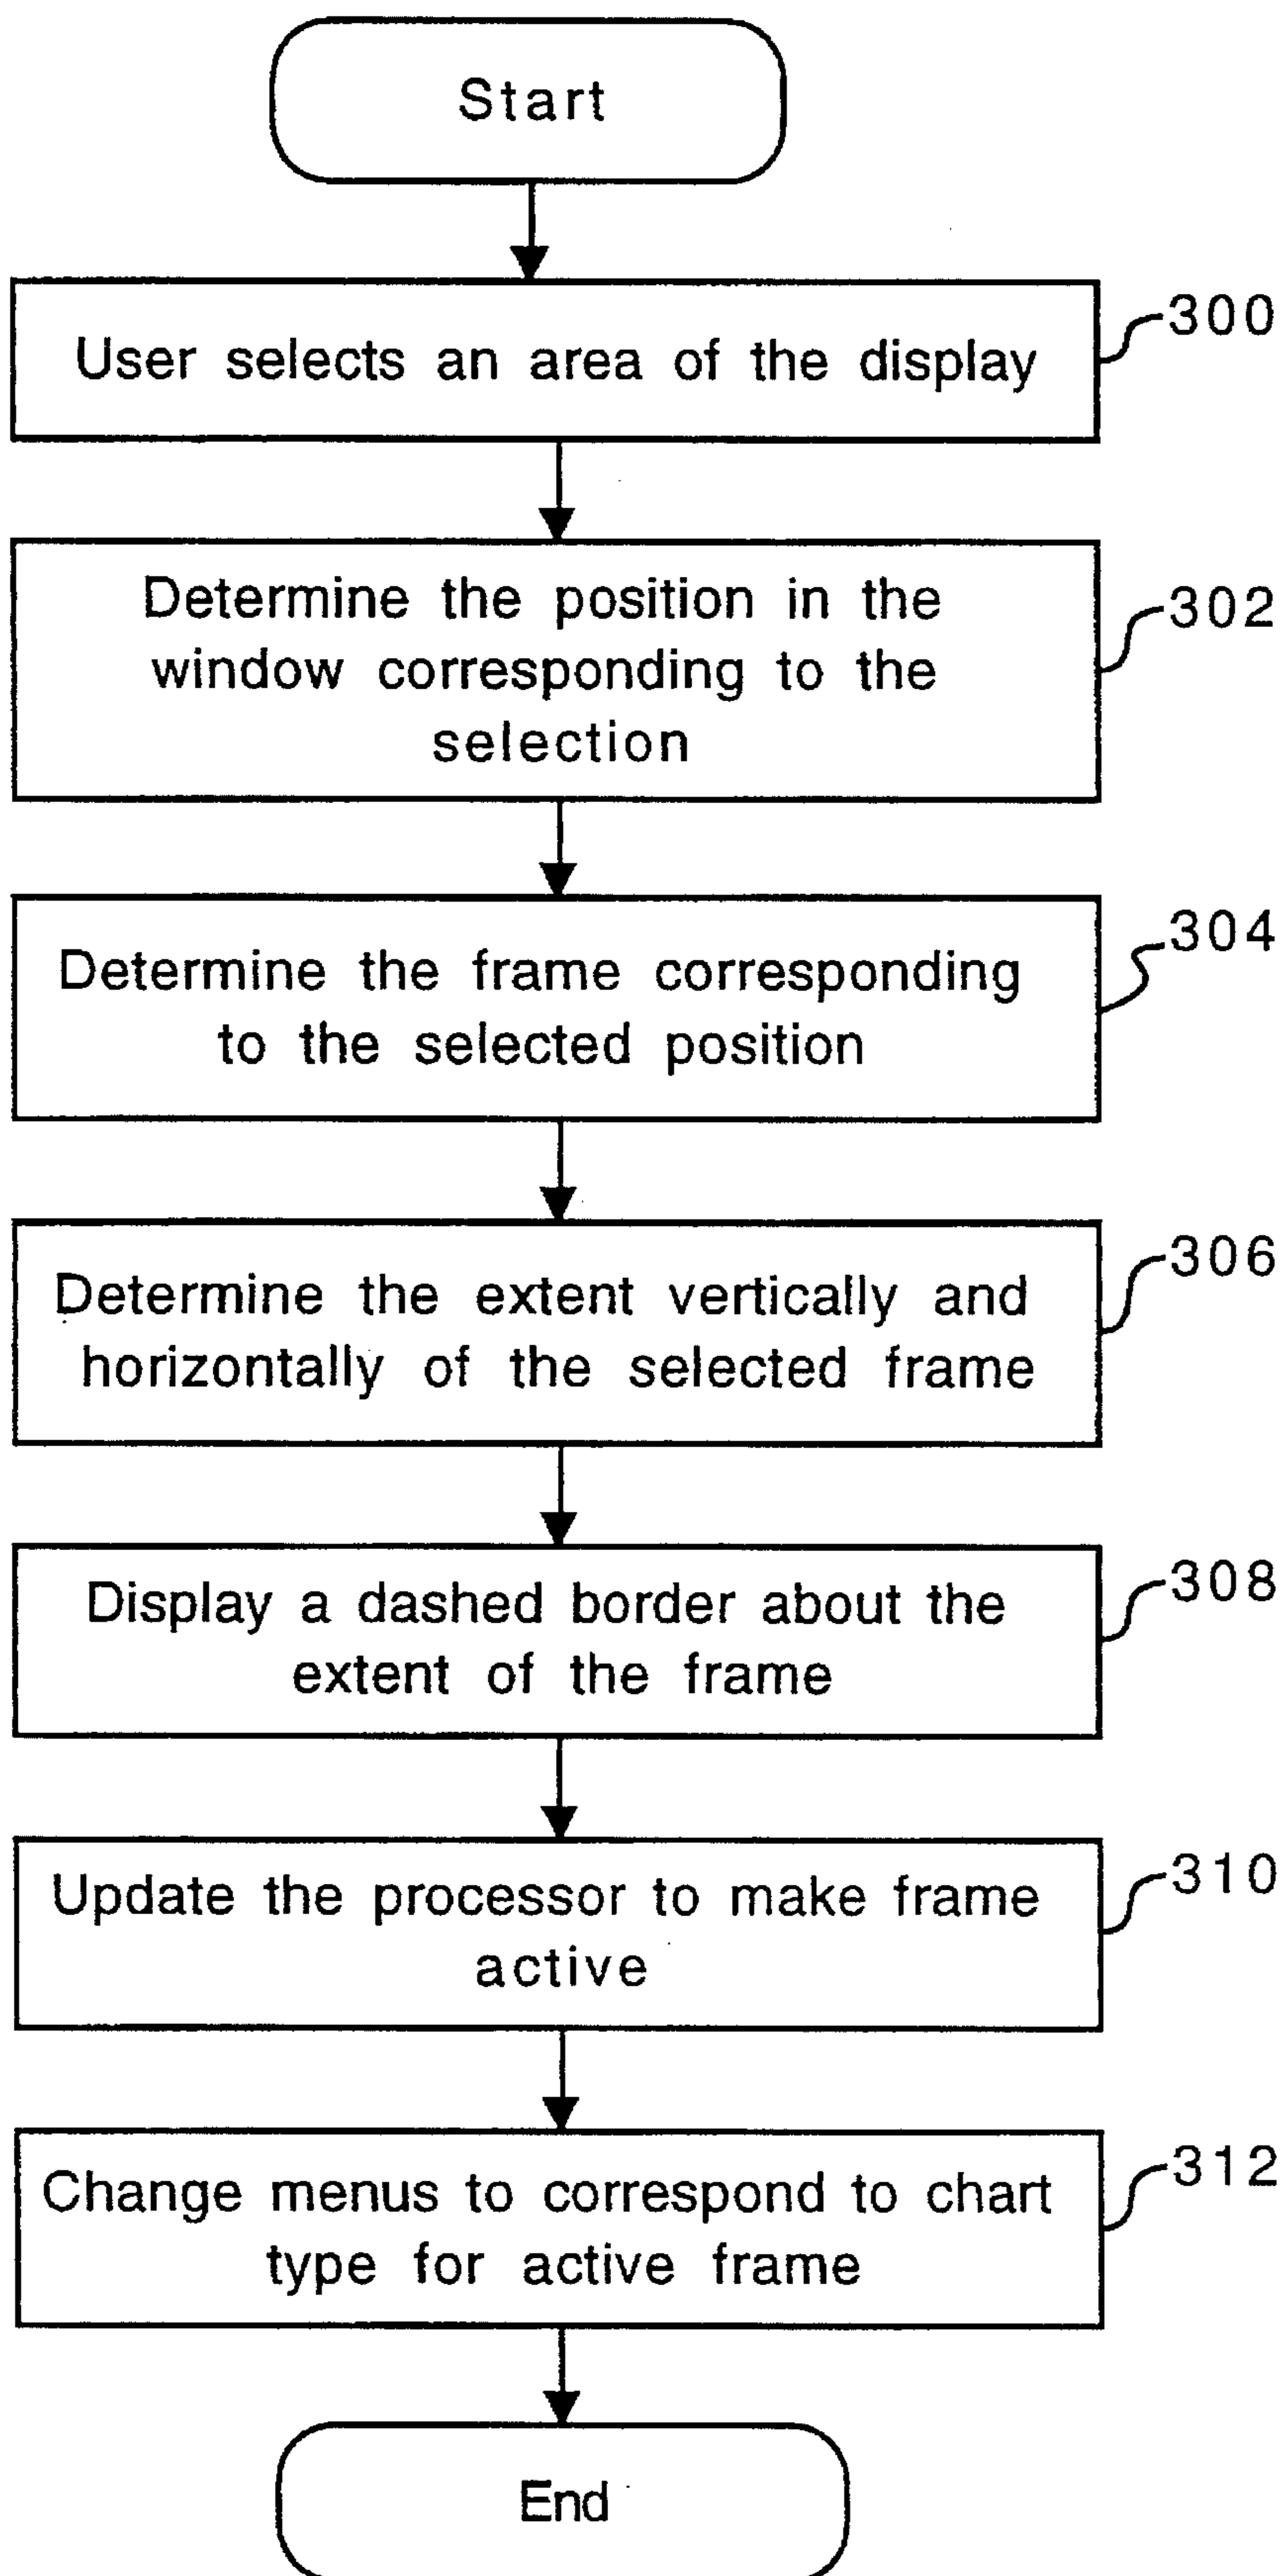 Start
User selects an area of the display
300
Determine the position in the
window corresponding to the
selection
302
Determine the frame corresponding
to the selected position
304
Determine the extent vertically and
horizontally of the selected frame
306
Display a dashed border about the
extent of the frame
308
Update the processor to make frame
active
310
Change menus to correspond to chart
type for active frame
312
End